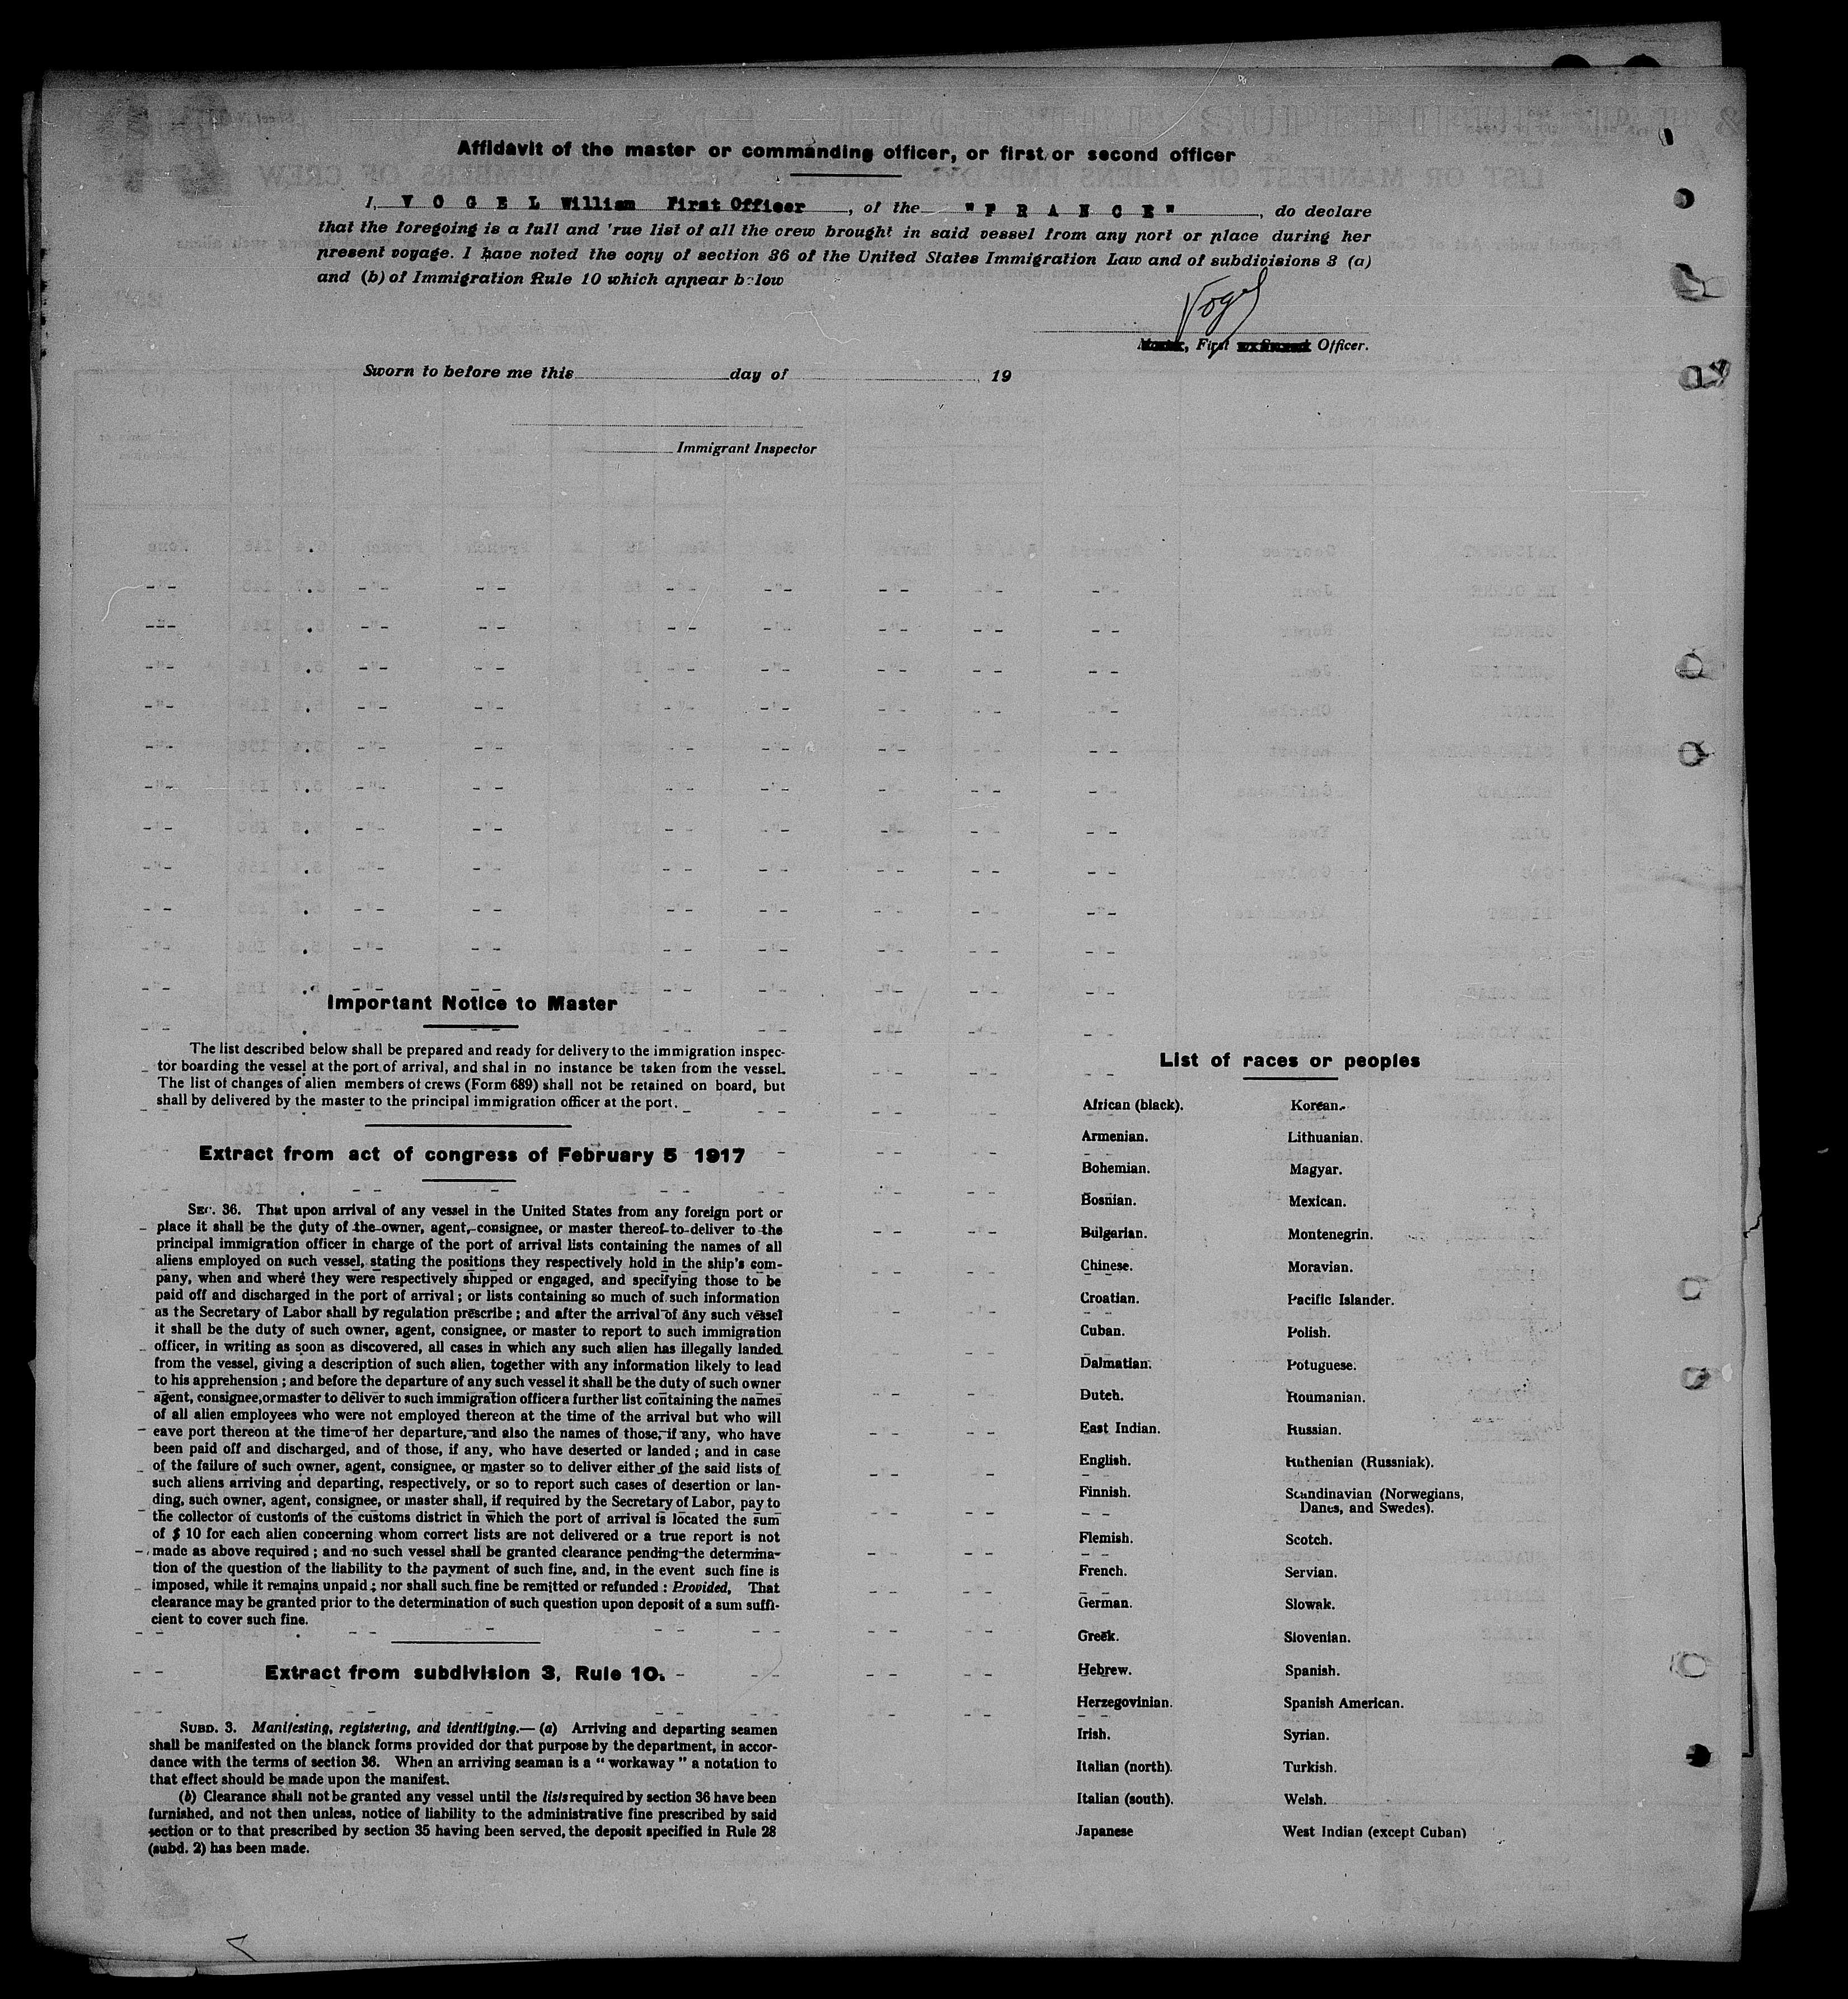 Affidavit of the master or commanding officer, or first or second officer
I, V O G E L William First Officer, of the "F R A N C E", do declare
that the foregoing is a full and 'rue list of all the crew brought in said vessel from any port or place during her
present voyage. I have noted the copy of section 36 of the United States Immigration Law and of subdivisions 3 (a)
and (b) of Immigration Rule 10 which appear b low
Vogel
First Officer.
Sworn to before me this day of 19
Immigrant Inspector
Important Notice to Master
The list described below shall be prepared and ready for delivery to the immigration inspec-
tor boarding the vessel at the port of arrival, and shal in no instance be taken from the vessel.
The list of changes of alien members of crews (Form 689) shall not be retained on board, but
shall by delivered by the master to the principal immigration officer at the port.
Extract from act of congress of February 5 1917
SEC. 36. That upon arrival of any vessel in the United States from any foreign port or
place it shall be the duty of the owner, agent, consignee, or master thereof to deliver to the
principal immigration officer in charge of the port of arrival lists containing the names of all
aliens employed on such vessel, stating the positions they respectively hold in the ship's com-
pany, when and where they were respectively shipped or engaged, and specifying those to be
paid off and discharged in the port of arrival ; or lists containing so much of such information
as the Secretary of Labor shall by regulation prescribe ; and after the arrival of any such vessel
it shall be the duty of such owner, agent, consignee, or master to report to such immigration
officer, in writing as soon as discovered, all cases in which any such alien has illegally landed
from the vessel, giving a description of such alien, together with any information likely to lead
to his apprehension ; and before the departure of any such vessel it shall be the duty of such owner
agent, consignee, or master to deliver to such immigration officer a further list containing the names
of all alien employees who were not employed thereon at the time of the arrival but who will
eave port thereon at the time of her departure, and also the names of those, if any, who have
been paid off and discharged, and of those, if any, who have deserted or landed ; and in case
of the failure of such owner, agent, consignee, or master so to deliver either of the said lists of
such aliens arriving and departing, respectively, or so to report such cases of desertion or lan-
ding, such owner, agent, consignee, or master shall, if required by the Secretary of Labor, pay to
the collector of customs of the customs district in which the port of arrival is located the sum
of $ 10 for each alien concerning whom correct lists are not delivered or a true report is not
made as above required ; and no such vessel shall be granted clearance pending the determina-
tion of the question of the liability to the payment of such fine, and, in the event such fine is
imposed, while it remains unpaid ; nor shall such fine be remitted or refunded : Provided, That
clearance may be granted prior to the determination of such question upon deposit of a sum suffi-
cient to cover such fine.
Extract from subdivision 3, Rule 10.
SUBD. 3. Manifesting, registering, and identifying.— (a) Arriving and departing seamen
shall be manifested on the blanck forms provided dor that purpose by the department, in accor-
dance with the terms of section 36. When an arriving seaman is a " workaway " a notation to
that effect should be made upon the manifest.
(b) Clearance shall not be granted any vessel until the lists required by section 36 have been
furnished, and not then unless, notice of liability to the administrative fine prescribed by said
section or to that prescribed by section 35 having been served, the deposit specified in Rule 28
(subd. 2) has been made.
List of races or peoples
African (black).
Armenian.
Bohemian.
Bosnian.
Bulgarian.
Chinese.
Croatian.
Cuban.
Dalmatian.
Dutch.
East Indian.
English.
Finnish.
Flemish.
French.
German.
Greek.
Hebrew.
Herzegovinian.
Irish.
Italian (north).
Italian (south).
Japanese
Korean.
Lithuanian.
Magyar.
Mexican.
Montenegrin.
Moravian.
Pacific Islander.
Polish.
Potuguese.
Roumanian.
Russian.
Ruthenian (Russniak).
Scandinavian (Norwegians,
Danes, and Swedes).
Scotch.
Servian.
Slowak.
Slovenian.
Spanish.
Spanish American.
Syrian.
Turkish.
Welsh.
West Indian (except Cuban)